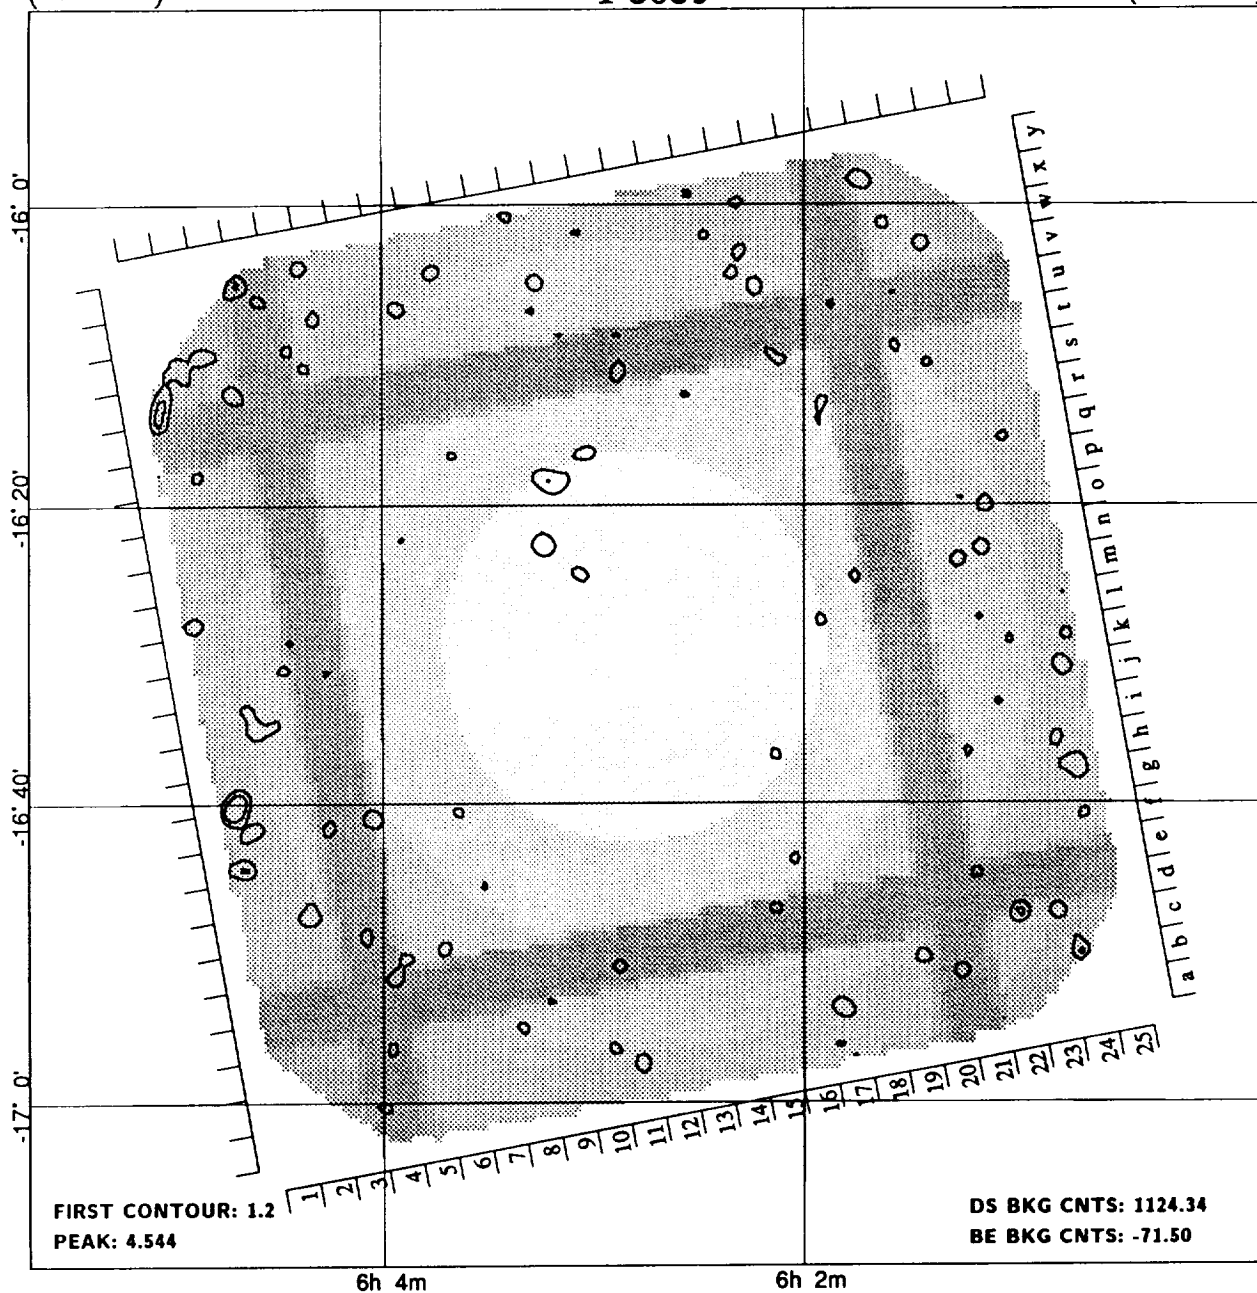 y
x
w
v
u
t
s
r
q
p
o
n
m
l
k
j
i
h
g
f
e
d
c
b
a
-16° 0'
-16° 20'
-16° 40'
-17° 0'
1 2 3 4 5 6 7 8 9 10 11 12 13 14 15 16 17 18 19 20 21 22 23 24 25
FIRST CONTOUR: 1.2
PEAK: 4.544
DS BKG CNTS: 1124.34
BE BKG CNTS: -71.50
6h 4m
6h 2m